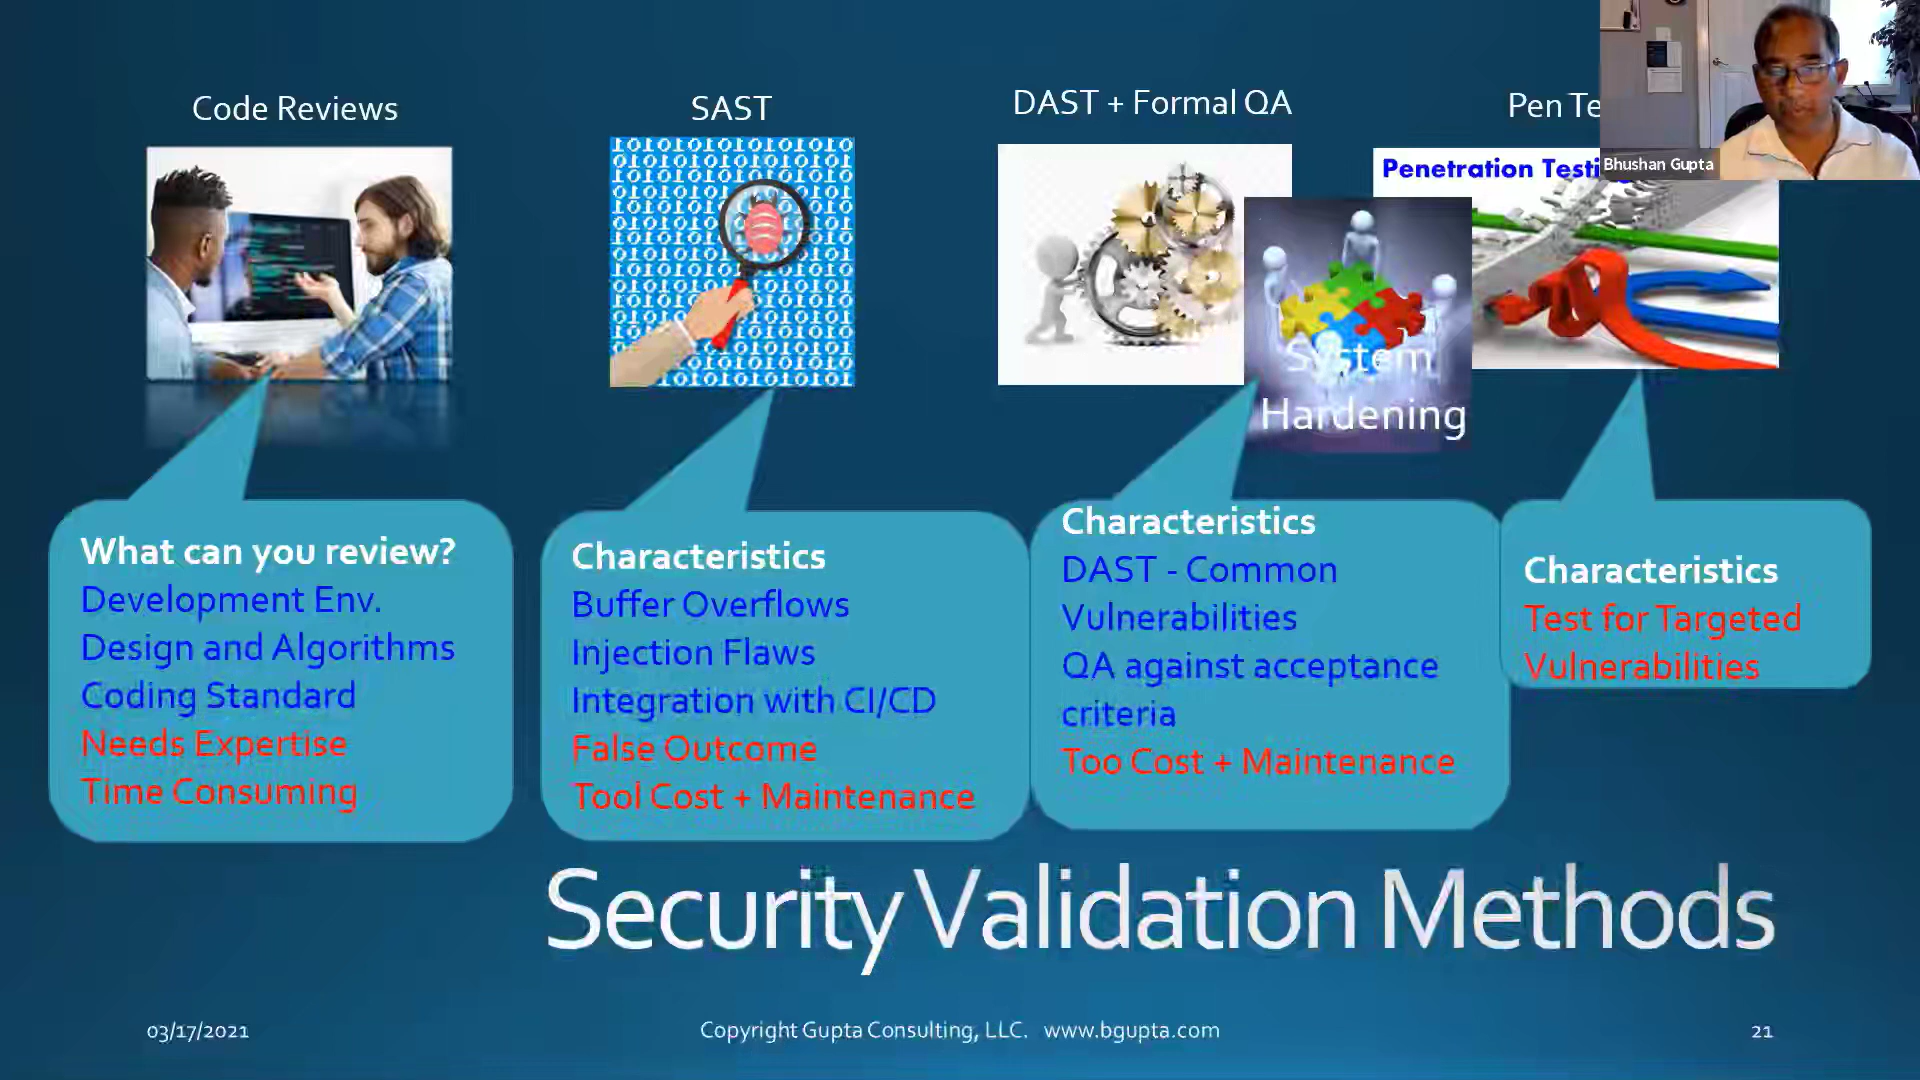 Code Reviews
SAST
DAST + Formal QA
Pen Te
Bhushan Gupta
Penetration Testi
System
Hardening
What can you review?
Development Env.
Design and Algorithms
Coding Standard
Needs Expertise
Time Consuming
Characteristics
Buffer Overflows
Injection Flaws
Integration with CI/CD
False Outcome
Tool Cost + Maintenance
Characteristics
DAST - Common
Vulnerabilities
QA against acceptance
criteria
Too Cost + Maintenance
Characteristics
Test for Targeted
Vulnerabilities
Security Validation Methods
03/17/2021
Copyright Gupta Consulting, LLC. www.bgupta.com
21